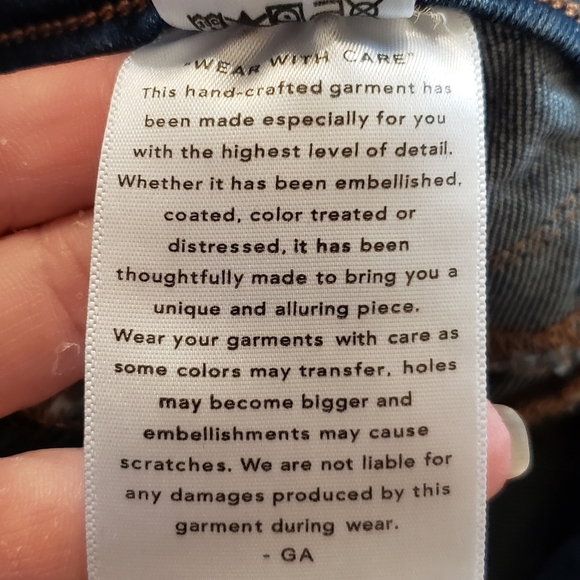 "WEAR WITH CARE"
This hand-crafted garment has
been made especially for you
with the highest level of detail.
Whether it has been embellished,
coated, color treated or
distressed, it has been
thoughtfully made to bring you a
unique and alluring piece.
Wear your garments with care as
some colors may transfer, holes
may become bigger and
embellishments may cause
scratches. We are not liable for
any damages produced by this
garment during wear.
- GA